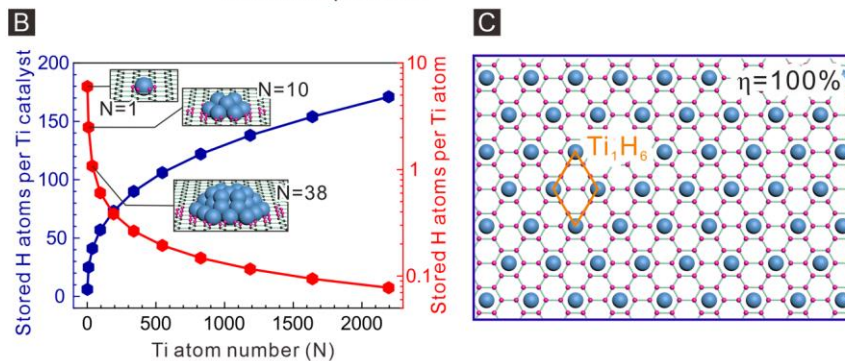 B
C
200
150
100
50
0
Stored H atoms per Ti catalyst
10
1
0.1
Stored H atoms per Ti atom
N=1
N=10
N=38
0
500
1000
1500
2000
Ti atom number (N)
η=100%
Ti₁H₆